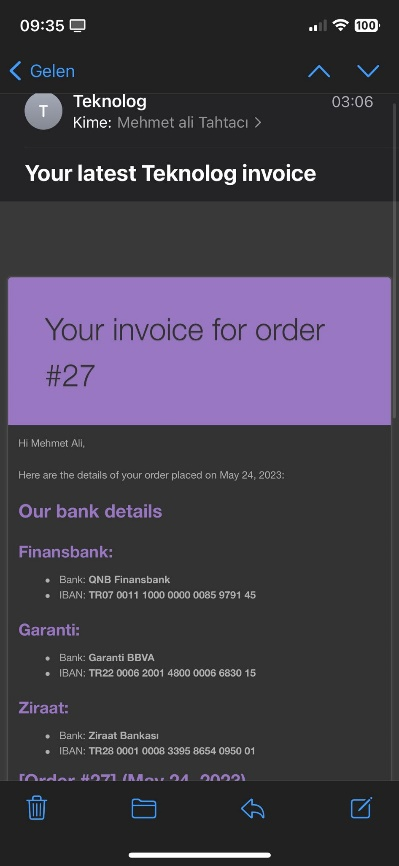 09:35
100
Gelen
T
Teknolog
03:06
Kime: Mehmet ali Tahtacı
Your latest Teknolog invoice
Your invoice for order
#27
Hi Mehmet Ali,
Here are the details of your order placed on May 24, 2023:
Our bank details
Finansbank:
Bank: QNB Finansbank
IBAN: TR07 0011 1000 0000 0085 9791 45
Garanti:
Bank: Garanti BBVA
IBAN: TR22 0006 2001 4800 0006 6830 15
Ziraat:
Bank: Ziraat Bankası
IBAN: TR28 0001 0008 3395 8654 0950 01
[Order #27] (May 24, 2023)